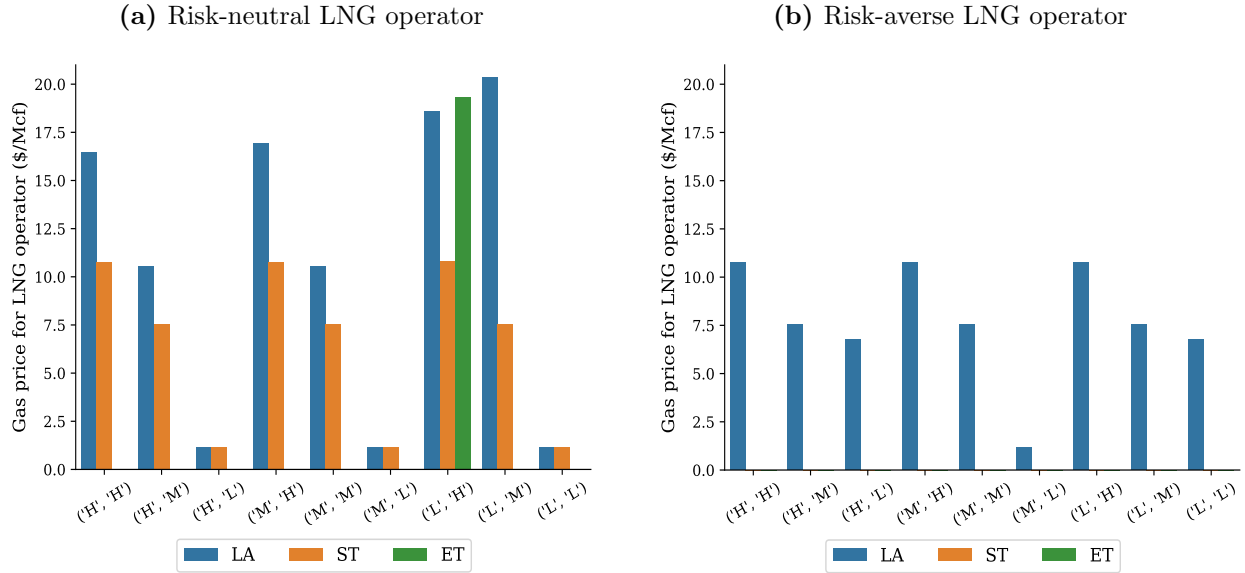 (a) Risk-neutral LNG operator
Gas price for LNG operator ($/Mcf)
20.0
17.5
15.0
12.5
10.0
7.5
5.0
2.5
0.0
('H', 'H')
('H', 'M')
('H', 'L')
('M', 'H')
('M', 'M')
('M', 'L')
('L', 'H')
('L', 'M')
('L', 'L')
LA ST ET
(b) Risk-averse LNG operator
Gas price for LNG operator ($/Mcf)
20.0
17.5
15.0
12.5
10.0
7.5
5.0
2.5
0.0
('H', 'H')
('H', 'M')
('H', 'L')
('M', 'H')
('M', 'M')
('M', 'L')
('L', 'H')
('L', 'M')
('L', 'L')
LA ST ET